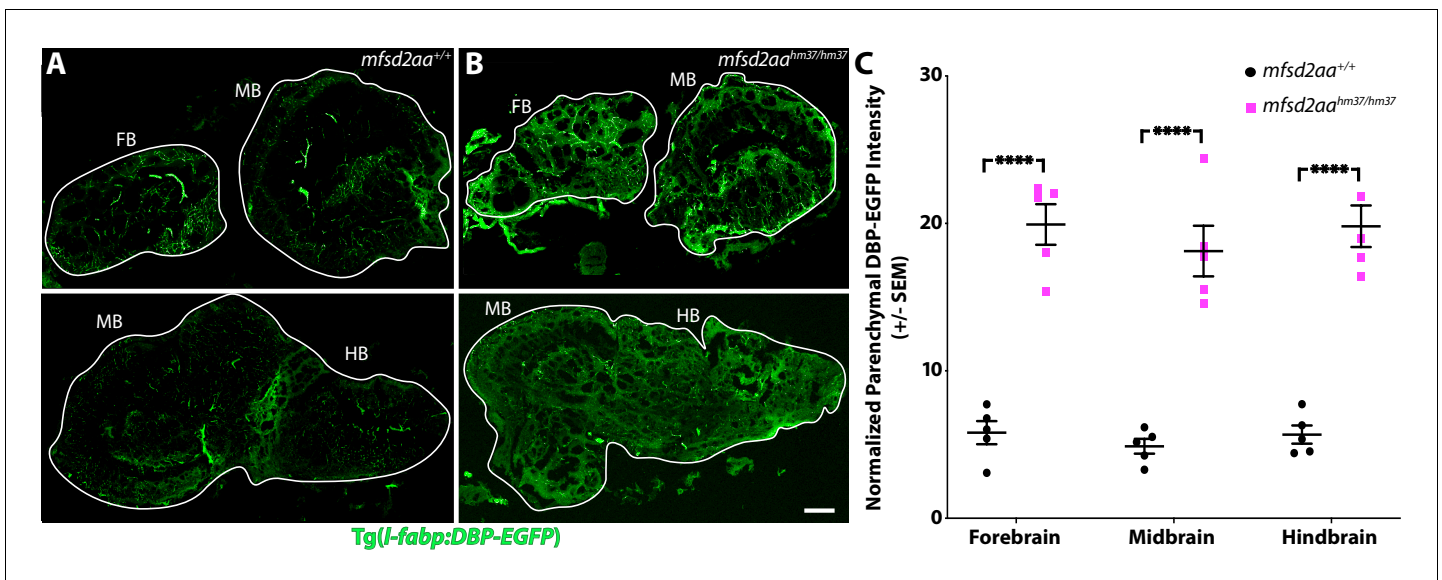 A
mfsd2aa+/+
MB
FB
MB
HB
B
mfsd2aahm37/hm37
MB
FB
MB
HB
Tg(l-fabp:DBP-EGFP)
C
mfsd2aa+/+
mfsd2aahm37/hm37
Normalized Parenchymal DBP-EGFP Intensity
(+/- SEM)
30
20
10
0
****
****
****
Forebrain
Midbrain
Hindbrain